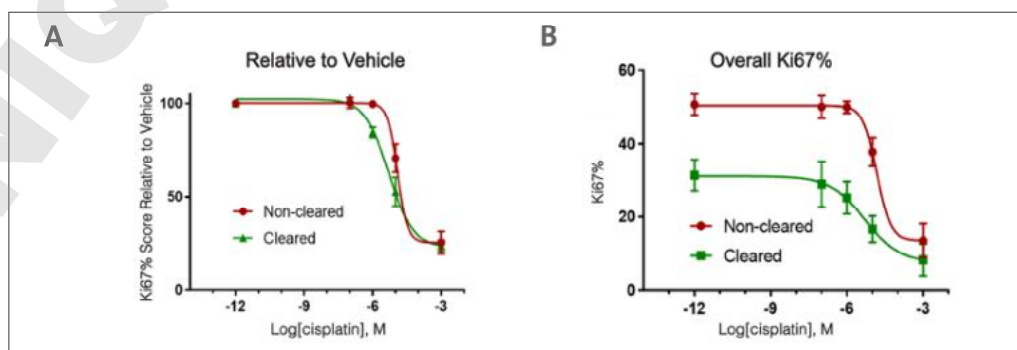 A
Relative to Vehicle
Ki67% Score Relative to Vehicle
100
50
0
Non-cleared
Cleared
-12
-9
-6
-3
Log[cisplatin], M
B
Overall Ki67%
Ki67%
60
40
20
0
Non-cleared
Cleared
-12
-9
-6
-3
Log[cisplatin], M